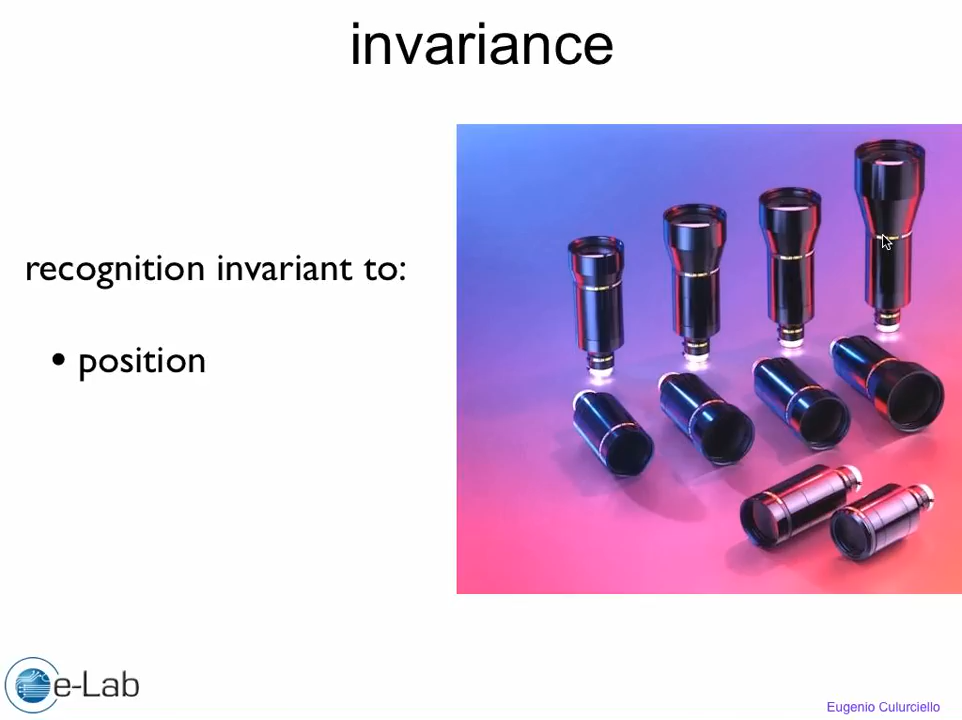 invariance
recognition invariant to:
• position
e-Lab
Eugenio Culurciello